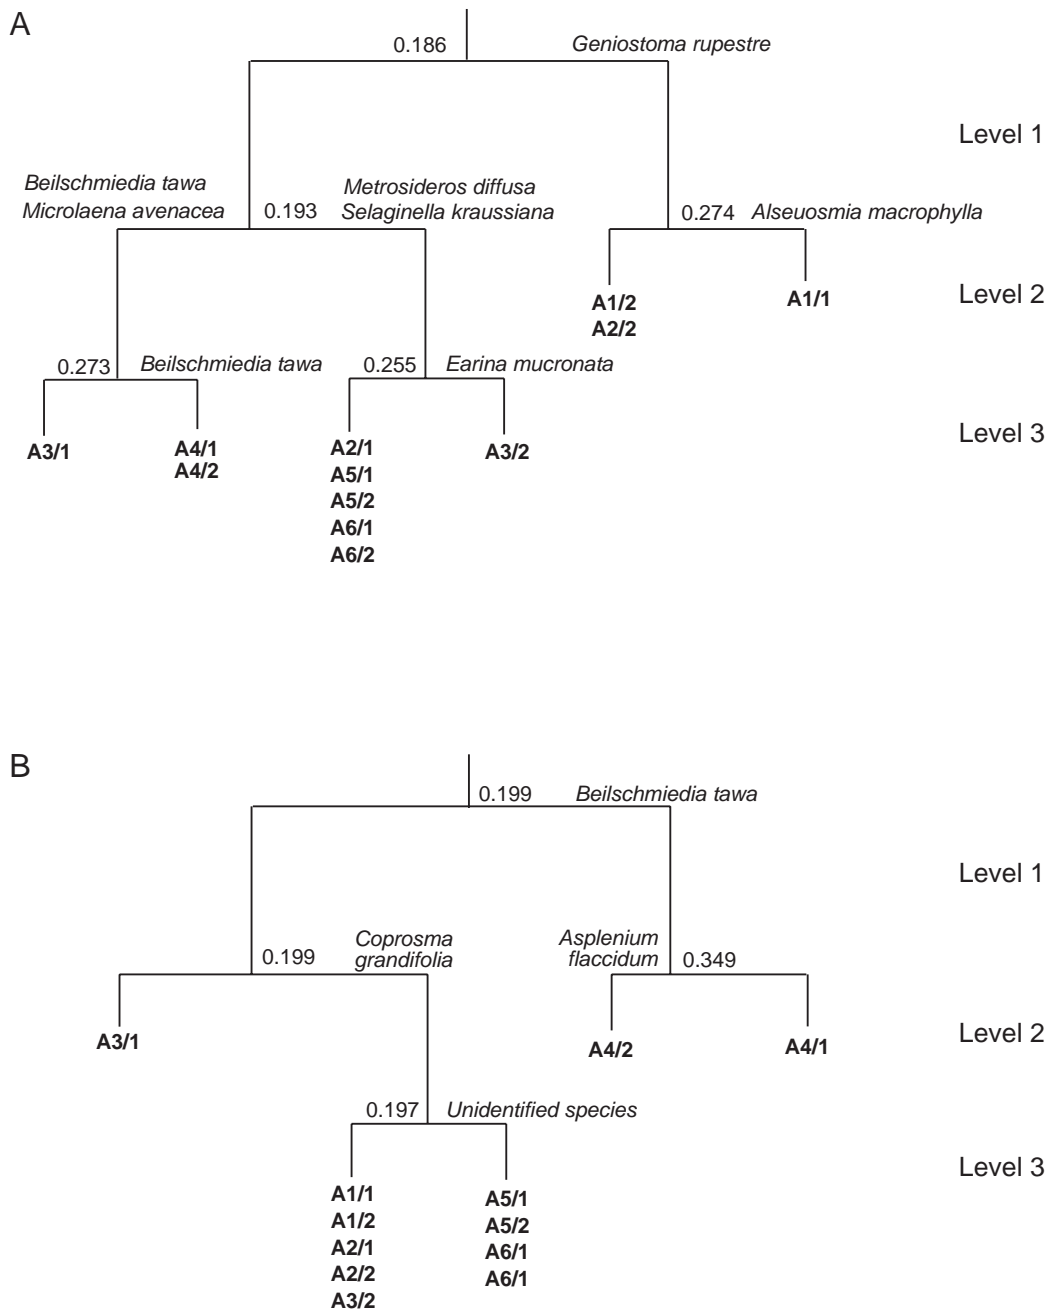 A
0.186
Geniostoma rupestre
Level 1
Beilschmiedia tawa
Microlaena avenacea
0.193
Metrosideros diffusa
Selaginella kraussiana
0.274
Alseuosmia macrophylla
A1/2
A2/2
A1/1
Level 2
0.273
Beilschmiedia tawa
0.255
Earina mucronata
A3/1
A4/1
A4/2
A2/1
A5/1
A5/2
A6/1
A6/2
A3/2
Level 3
B
0.199
Beilschmiedia tawa
Level 1
0.199
Coprosma
grandifolia
Asplenium
flaccidum
0.349
A3/1
A4/2
A4/1
Level 2
0.197
Unidentified species
Level 3
A1/1
A1/2
A2/1
A2/2
A3/2
A5/1
A5/2
A6/1
A6/1